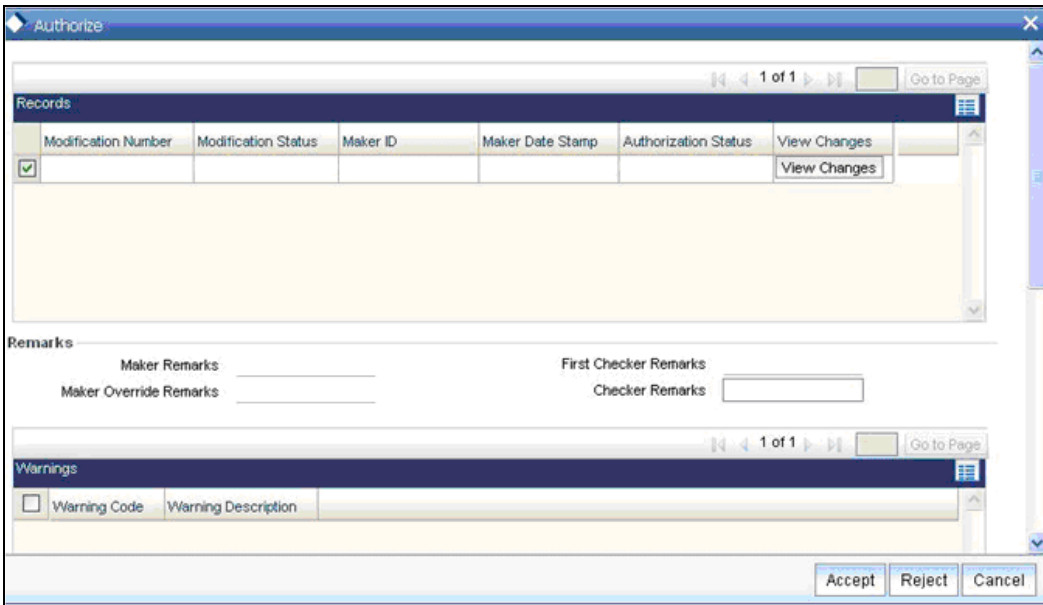 Authorize
1 of 1 Go to Page
Records
Modification Number Modification Status Maker ID Maker Date Stamp Authorization Status View Changes
View Changes
Remarks
Maker Remarks First Checker Remarks
Maker Override Remarks Checker Remarks
1 of 1 Go to Page
Warnings
Warning Code Warning Description
Accept Reject Cancel